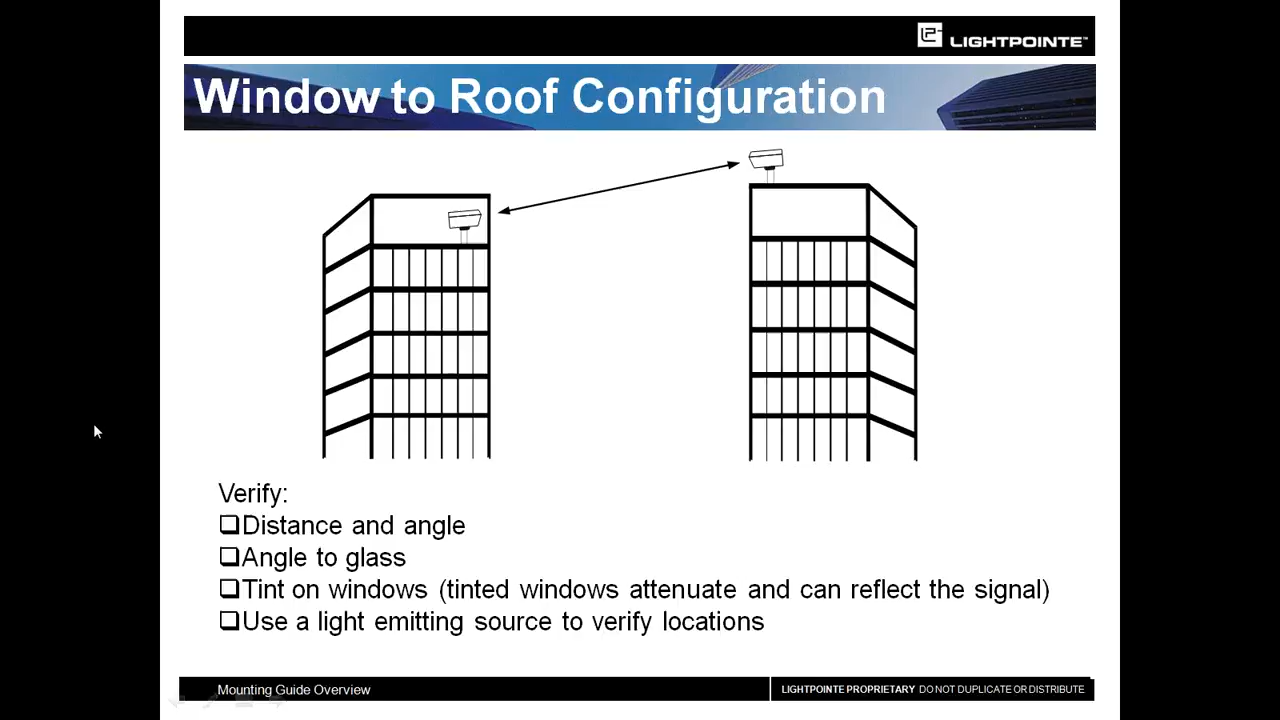 LIGHTPOINTE™
Window to Roof Configuration
Verify:
Distance and angle
Angle to glass
Tint on windows (tinted windows attenuate and can reflect the signal)
Use a light emitting source to verify locations
Mounting Guide Overview
LIGHTPOINTE PROPRIETARY DO NOT DUPLICATE OR DISTRIBUTE